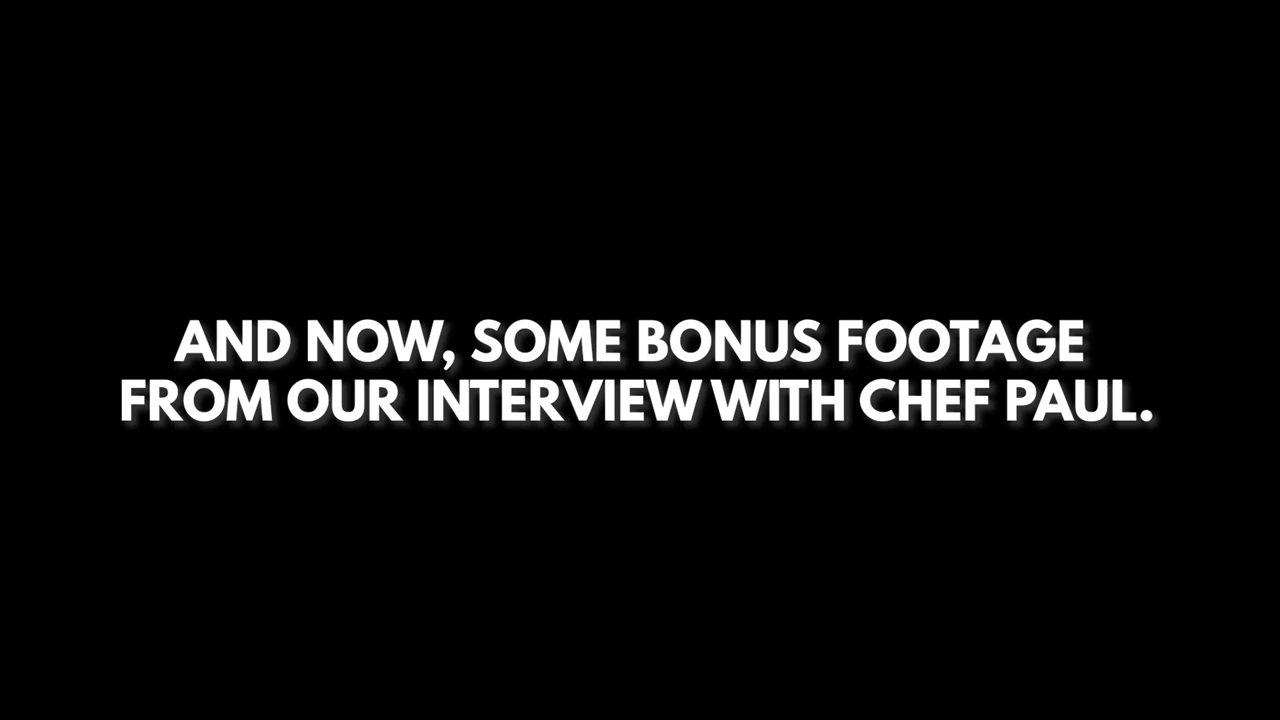 AND NOW, SOME BONUS FOOTAGE
FROM OUR INTERVIEW WITH CHEF PAUL.